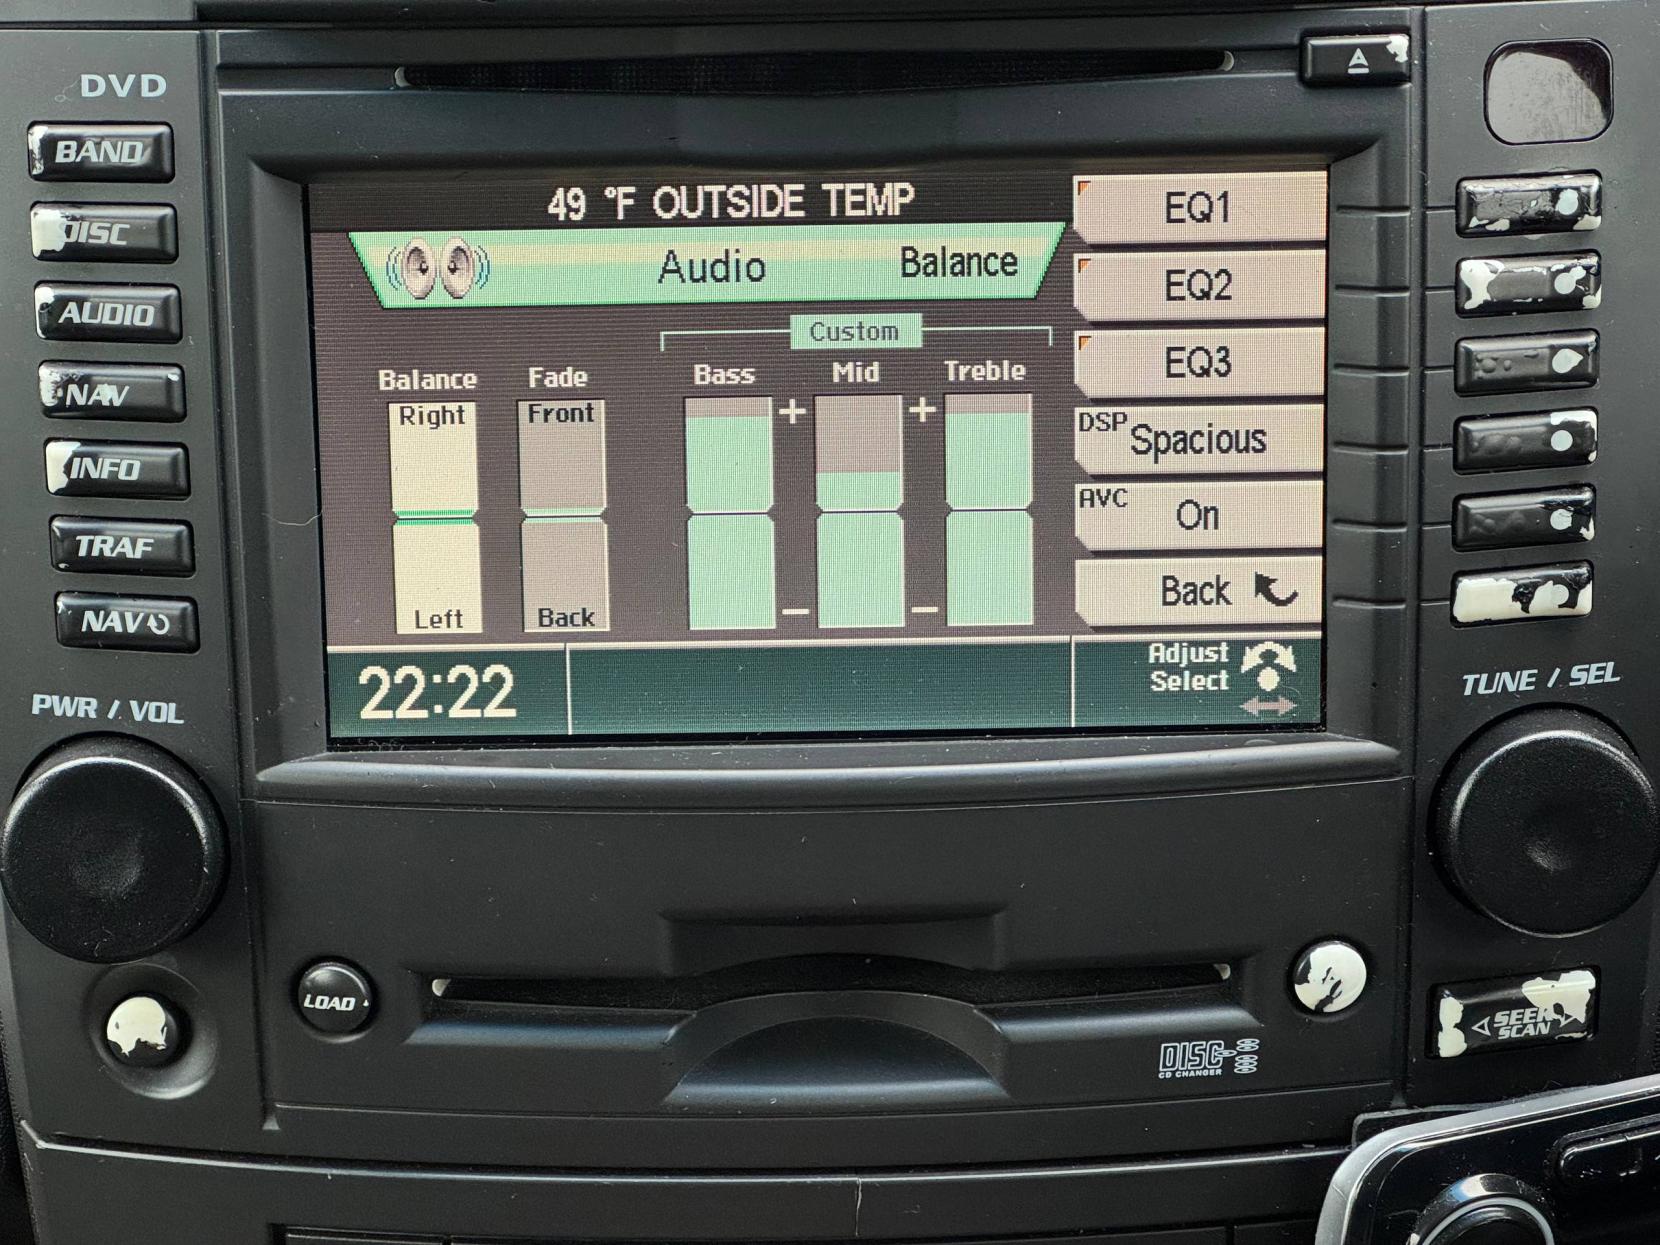 DVD
BAND
DISC
AUDIO
NAV
INFO
TRAF
NAV
PWR / VOL
49 °F OUTSIDE TEMP
Audio Balance
Custom
Balance Fade Bass Mid Treble
Right Front + +
Left Back - -
EQ1
EQ2
EQ3
DSP Spacious
AVC On
Back
22:22
Adjust
Select
TUNE / SEL
LOAD
DISC
CD CHANGER
SEEK
SCAN